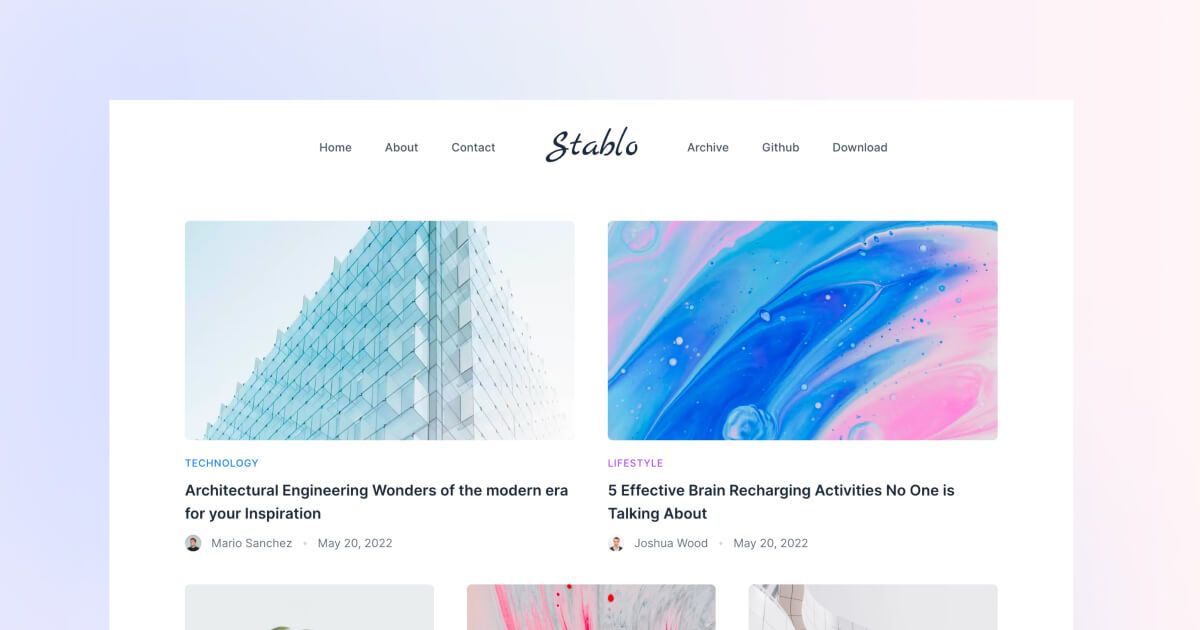 Home About Contact Stablo Archive Github Download
TECHNOLOGY
Architectural Engineering Wonders of the modern era
for your Inspiration
Mario Sanchez • May 20, 2022
LIFESTYLE
5 Effective Brain Recharging Activities No One is
Talking About
Joshua Wood • May 20, 2022